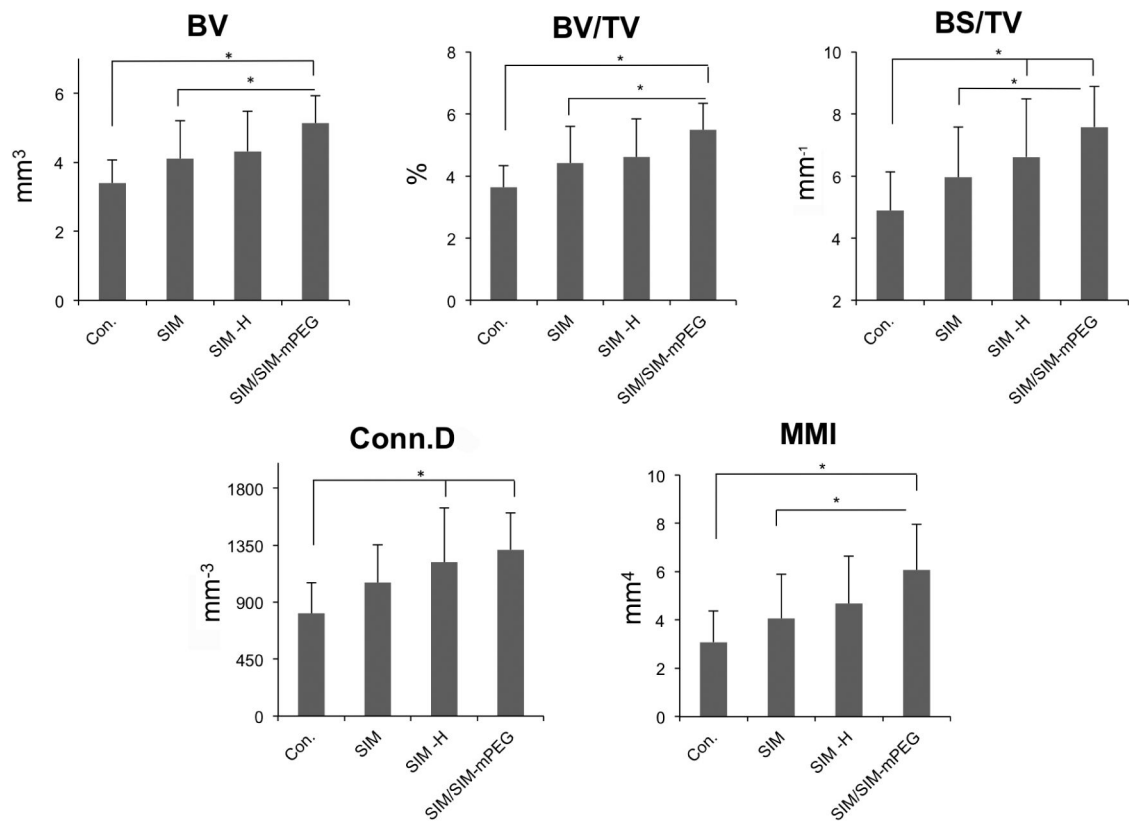 BV
*
*
6
4
2
0
mm³
Con.
SIM
SIM -H
SIM/SIM-mPEG
BV/TV
*
*
8
6
4
2
0
%
Con.
SIM
SIM -H
SIM/SIM-mPEG
BS/TV
*
*
10
8
6
4
2
mm⁻¹
Con.
SIM
SIM -H
SIM/SIM-mPEG
Conn.D
*
1800
1350
900
450
0
mm⁻³
Con.
SIM
SIM -H
SIM/SIM-mPEG
MMI
*
*
10
8
6
4
2
0
mm⁴
Con.
SIM
SIM -H
SIM/SIM-mPEG